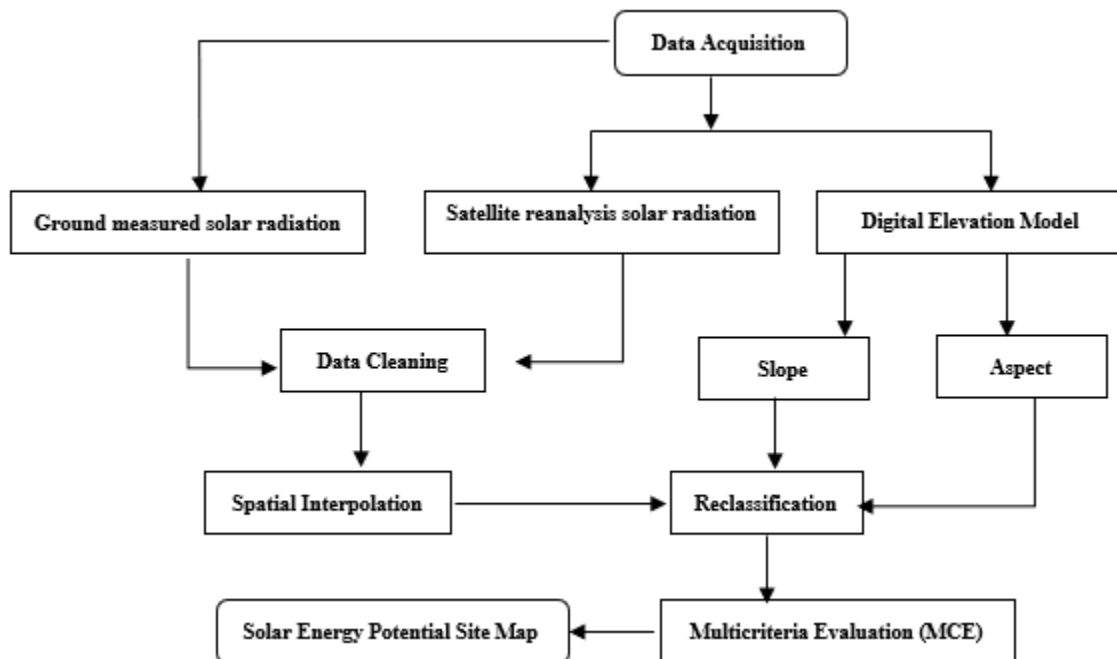 Data Acquisition
Ground measured solar radiation
Satellite reanalysis solar radiation
Digital Elevation Model
Data Cleaning
Slope
Aspect
Spatial Interpolation
Reclassification
Solar Energy Potential Site Map
Multicriteria Evaluation (MCE)